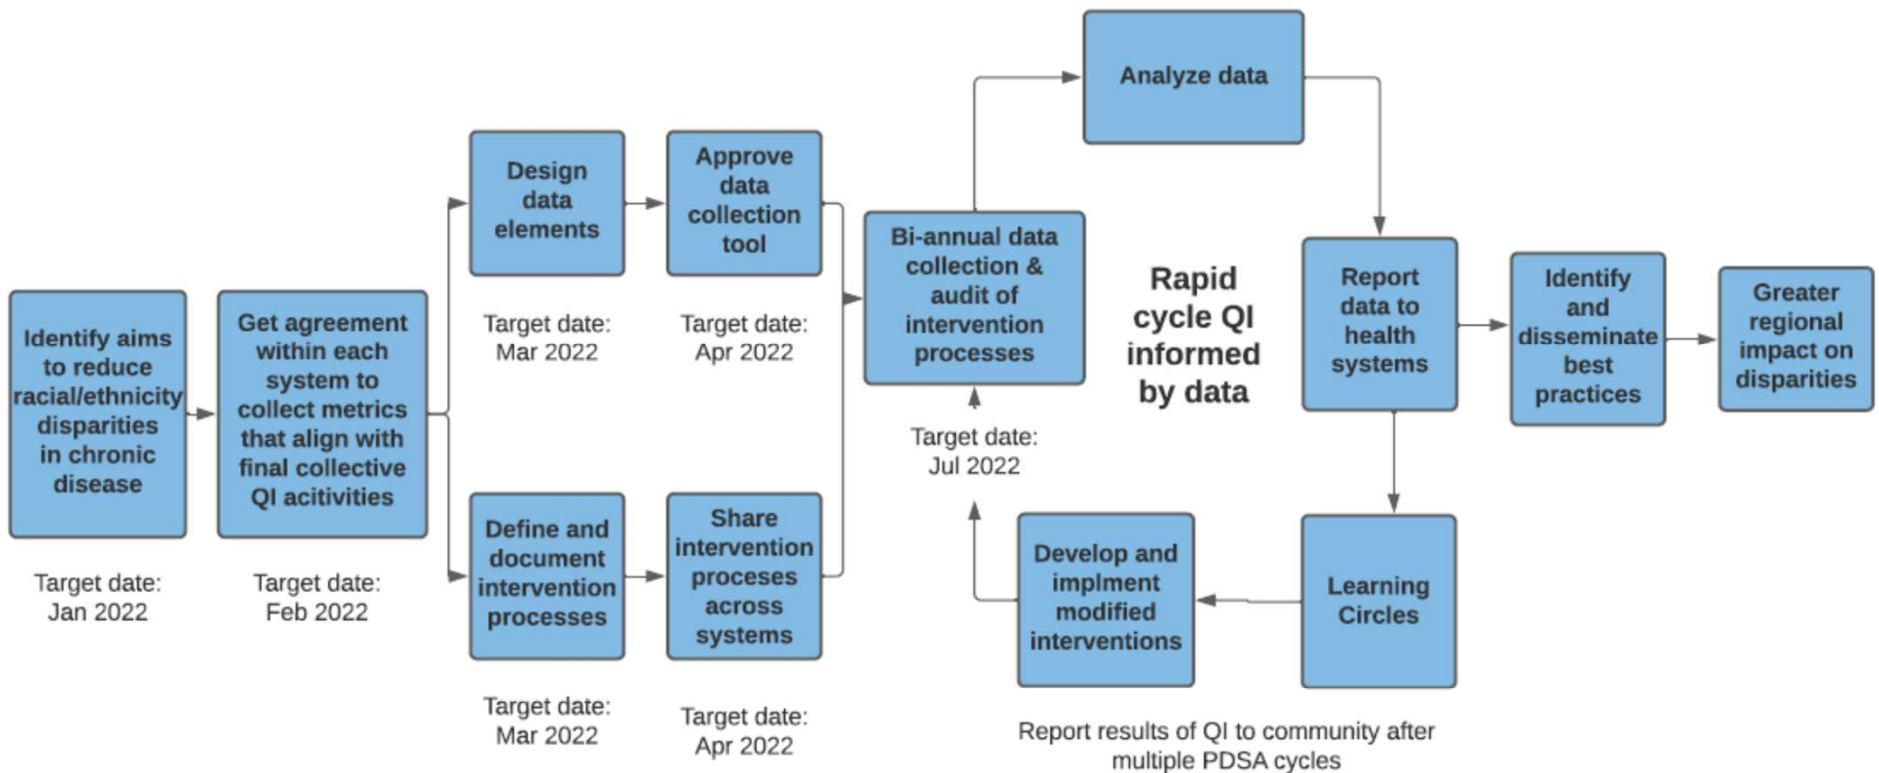 Identify aims
to reduce
racial/ethnicity
disparities
in chronic
disease
Target date:
Jan 2022
Get agreement
within each
system to
collect metrics
that align with
final collective
QI acitivities
Target date:
Feb 2022
Design
data
elements
Target date:
Mar 2022
Approve
data
collection
tool
Target date:
Apr 2022
Define and
document
intervention
processes
Target date:
Mar 2022
Share
intervention
proceses
across
systems
Target date:
Apr 2022
Bi-annual data
collection &
audit of
intervention
processes
Target date:
Jul 2022
Analyze data
Rapid
cycle QI
informed
by data
Report
data to
health
systems
Identify
and
disseminate
best
practices
Greater
regional
impact on
disparities
Learning
Circles
Develop and
implment
modified
interventions
Report results of QI to community after
multiple PDSA cycles